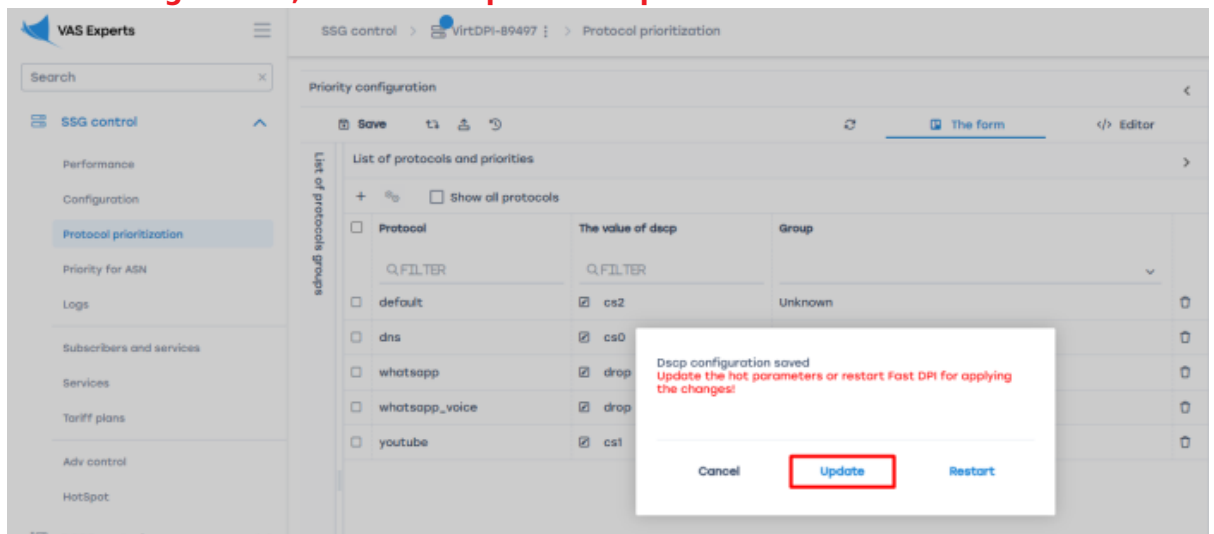 VAS Experts
SSG control > VirtDPI-89497 > Protocol prioritization
Search
Priority configuration
SSG control
Save
The form
</> Editor
List of protocols groups
List of protocols and priorities
Performance
+ Show all protocols
Configuration
Protocol The value of dscp Group
Protocol prioritization
Priority for ASN
FILTER FILTER
Logs
default cs2 Unknown
dns cs0
Subscribers and services
whatsapp drop
Services
whatsapp_voice drop
Tariff plans
youtube cs1
Adv control
HotSpot
Dscp configuration saved
Update the hot parameters or restart Fast DPI for applying
the changes!
Cancel Update Restart